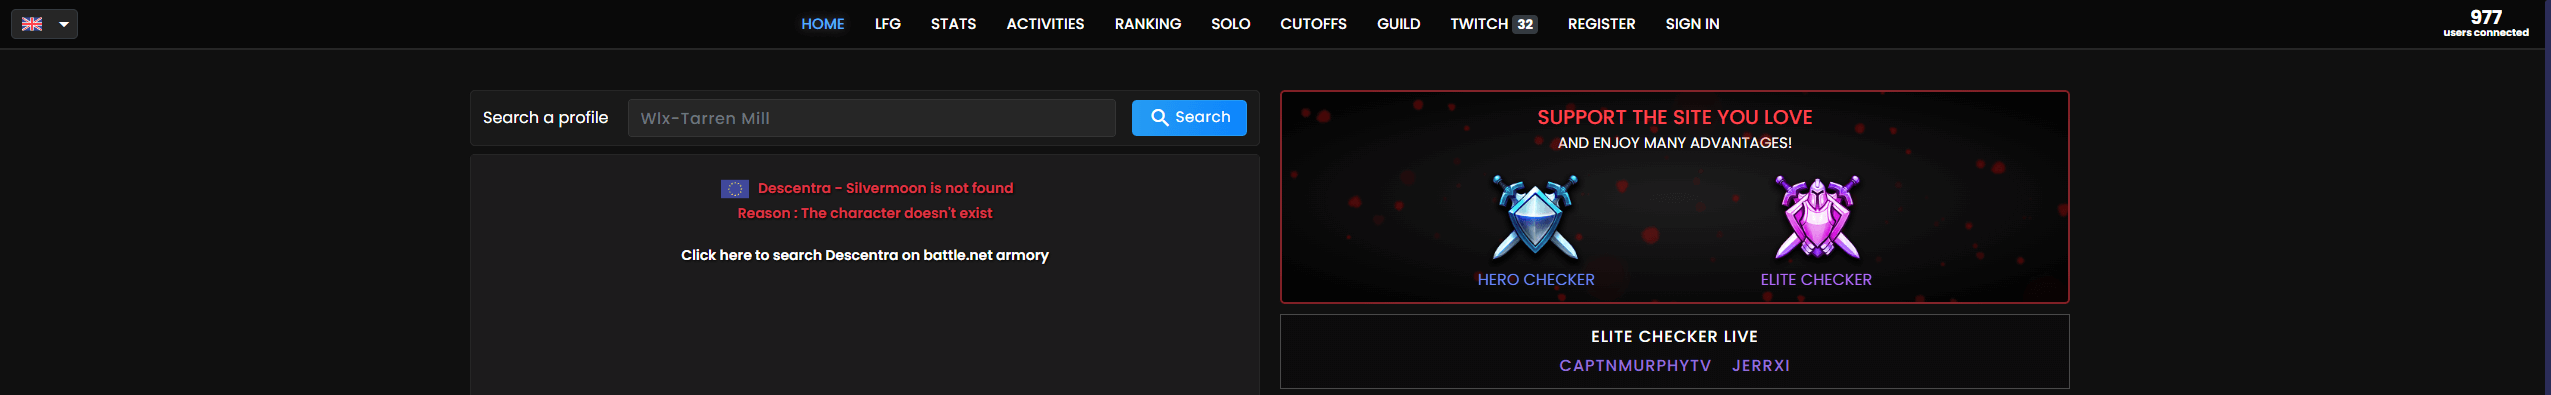 HOME LFG STATS ACTIVITIES RANKING SOLO CUTOFFS GUILD TWITCH 32 REGISTER SIGN IN
977
users connected
Search a profile Wlx-Tarren Mill Search
Descentra - Silvermoon is not found
Reason : The character doesn't exist
Click here to search Descentra on battle.net armory
SUPPORT THE SITE YOU LOVE
AND ENJOY MANY ADVANTAGES!
HERO CHECKER ELITE CHECKER
ELITE CHECKER LIVE
CAPTNMURPHYTV JERRXI